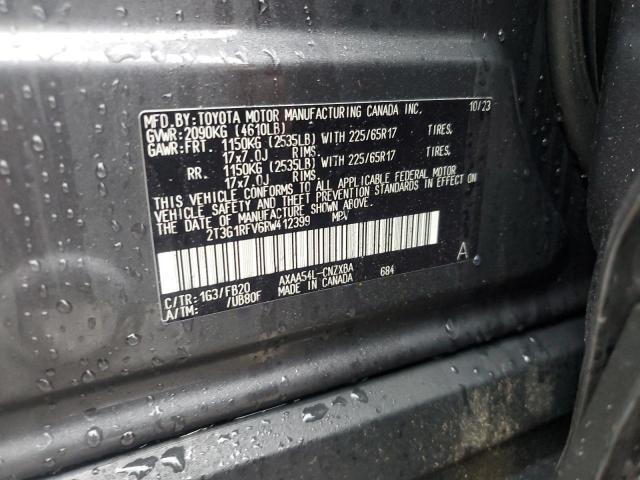 MFD.BY:TOYOTA MOTOR MANUFACTURING CANADA INC. 10/23
GVWR:2090KG (4610LB)
GAWR:FRT. 1150KG (2535LB) WITH 225/65R17 TIRES,
17x7.0J RIMS.
RR. 1150KG (2535LB) WITH 225/65R17 TIRES,
17x7.0J RIMS.
THIS VEHICLE CONFORMS TO ALL APPLICABLE FEDERAL MOTOR
VEHICLE SAFETY AND THEFT PREVENTION STANDARDS IN EFFECT ON
THE DATE OF MANUFACTURE SHOWN ABOVE.
2T3G1RFV6RW412399 MPV
A
C/TR:1G3/FB20 AXAA54L-CNZXBA 684
A/TM: /UB80F MADE IN CANADA